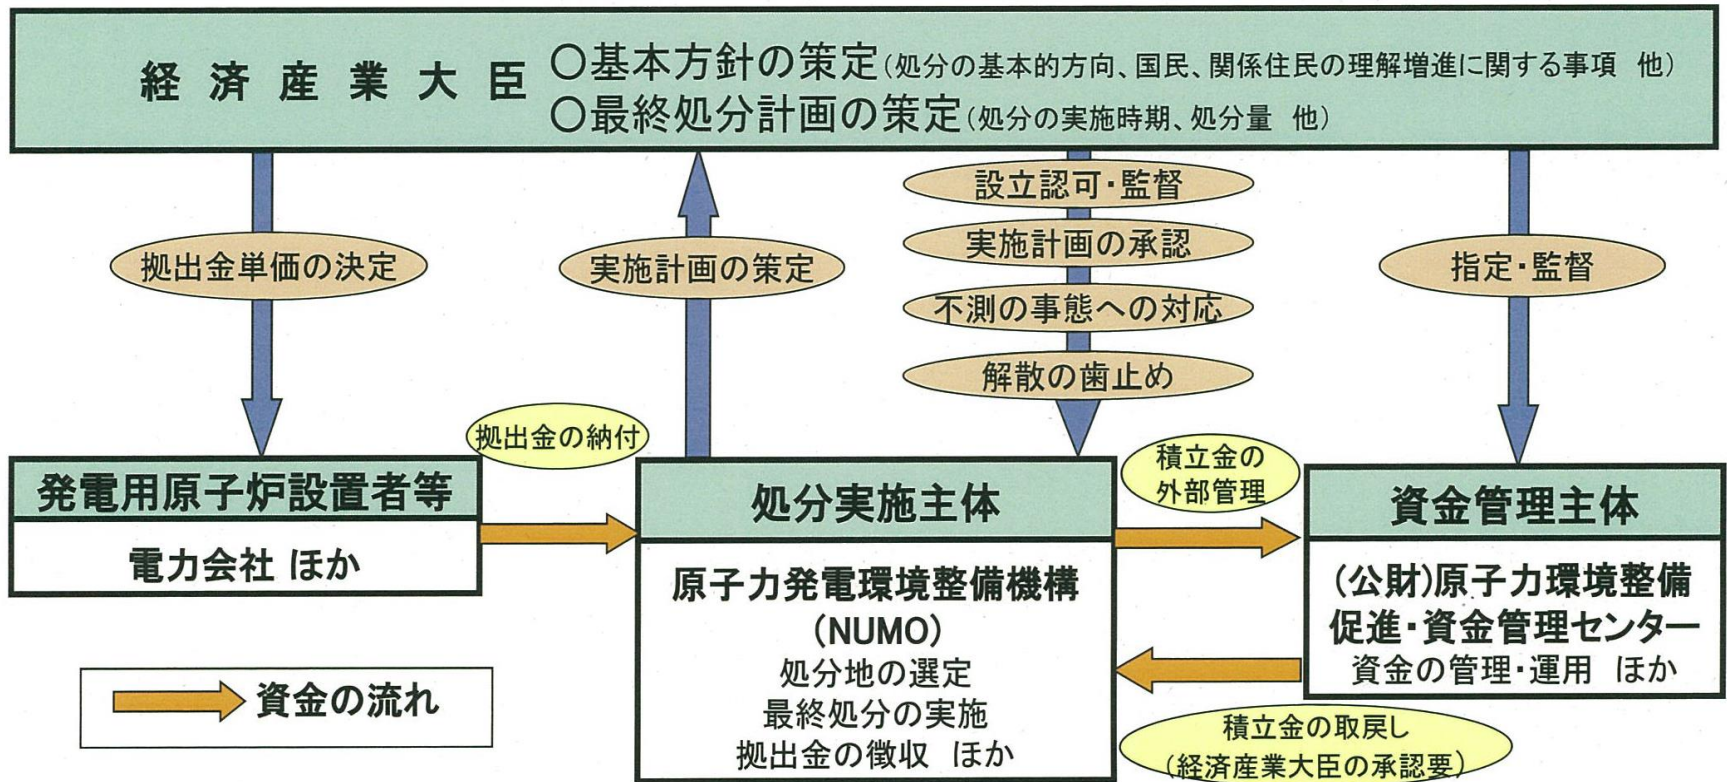 経済産業大臣
〇基本方針の策定(処分の基本的方向、国民、関係住民の理解増進に関する事項 他)
〇最終処分計画の策定(処分の実施時期、処分量 他)
拠出金単価の決定
実施計画の策定
設立認可・監督
実施計画の承認
不測の事態への対応
解散の歯止め
指定・監督
発電用原子炉設置者等
電力会社 ほか
拠出金の納付
処分実施主体
原子力発電環境整備機構
(NUMO)
処分地の選定
最終処分の実施
拠出金の徴収 ほか
積立金の
外部管理
資金管理主体
(公財)原子力環境整備
促進・資金管理センター
資金の管理・運用 ほか
積立金の取戻し
(経済産業大臣の承認要)
資金の流れ